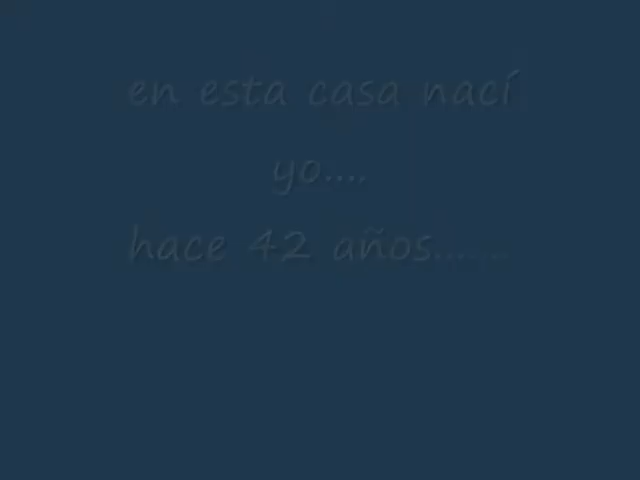 en esta casa nací
yo....
hace 42 años.......